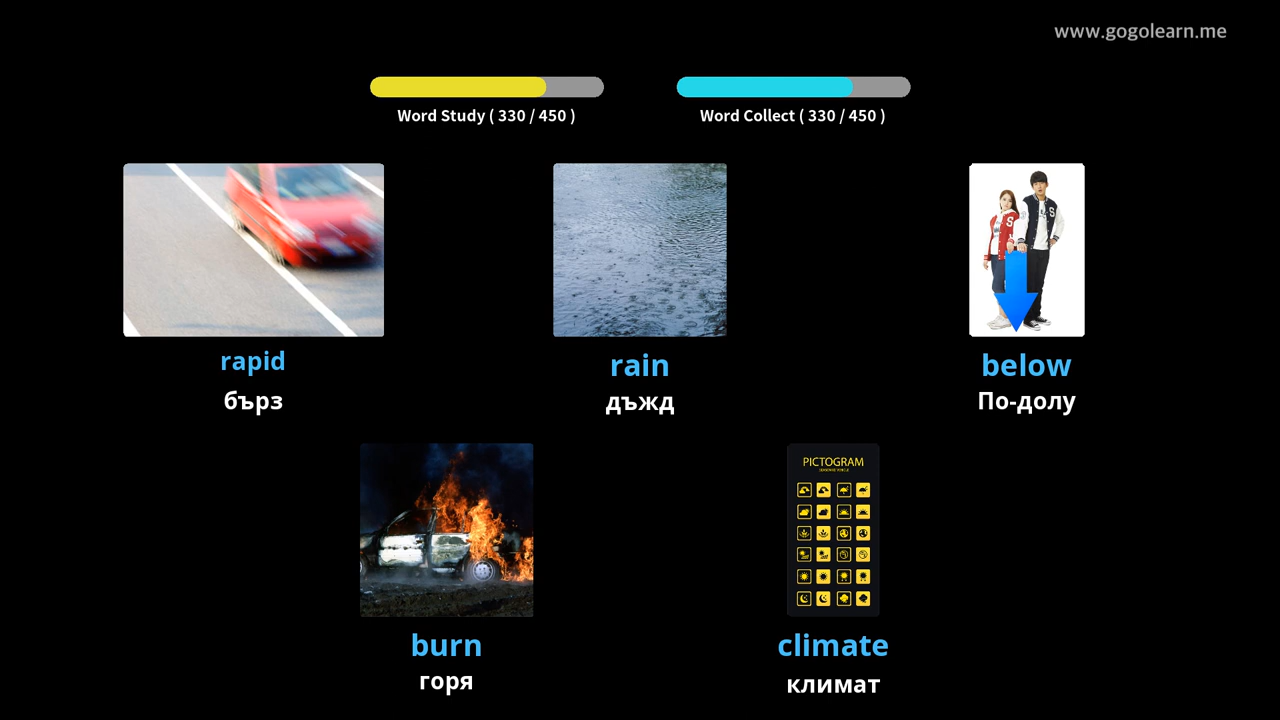 www.gogolearn.me
Word Study ( 330 / 450 )
Word Collect ( 330 / 450 )
rapid
бърз
rain
дъжд
below
По-долу
burn
горя
PICTOGRAM
climate
климат